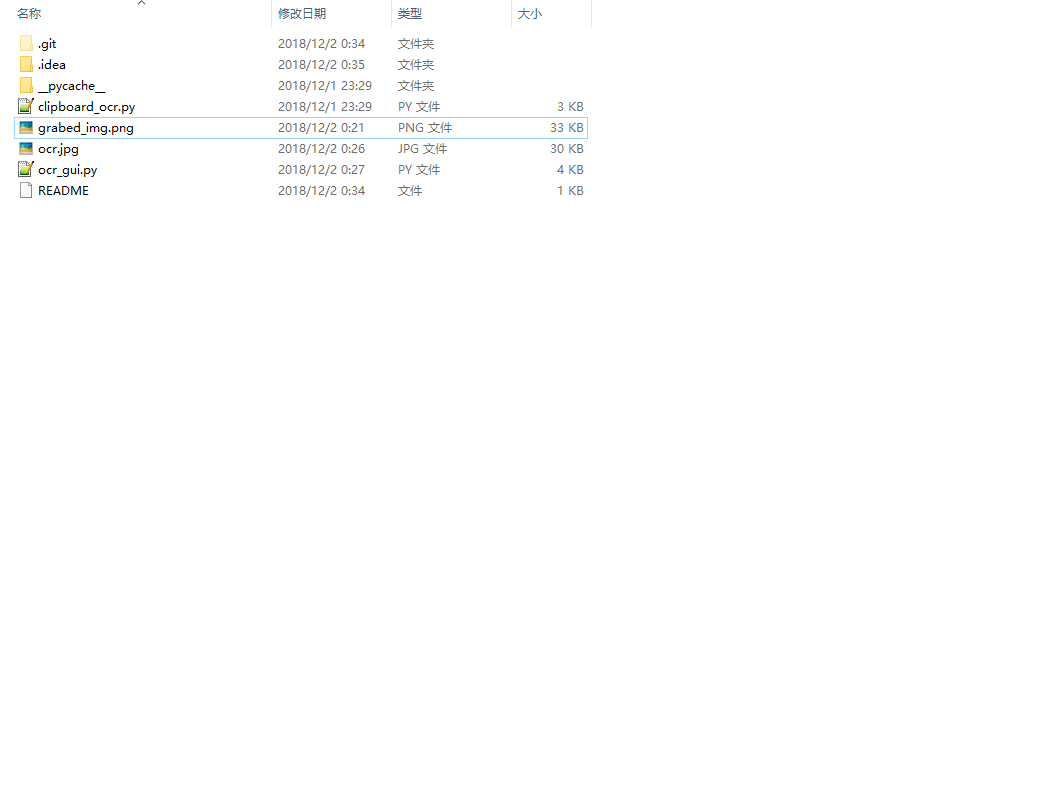 名称 修改日期 类型 大小
.git 2018/12/2 0:34 文件夹
.idea 2018/12/2 0:35 文件夹
__pycache__ 2018/12/1 23:29 文件夹
clipboard_ocr.py 2018/12/1 23:29 PY 文件 3 KB
grabed_img.png 2018/12/2 0:21 PNG 文件 33 KB
ocr.jpg 2018/12/2 0:26 JPG 文件 30 KB
ocr_gui.py 2018/12/2 0:27 PY 文件 4 KB
README 2018/12/2 0:34 文件 1 KB